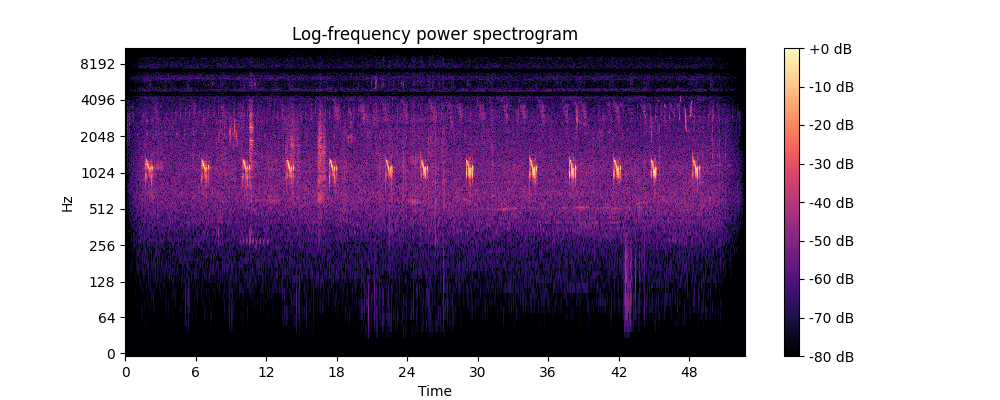 Log-frequency power spectrogram
Hz
8192
4096
2048
1024
512
256
128
64
0
0 6 12 18 24 30 36 42 48
Time
+0 dB
-10 dB
-20 dB
-30 dB
-40 dB
-50 dB
-60 dB
-70 dB
-80 dB